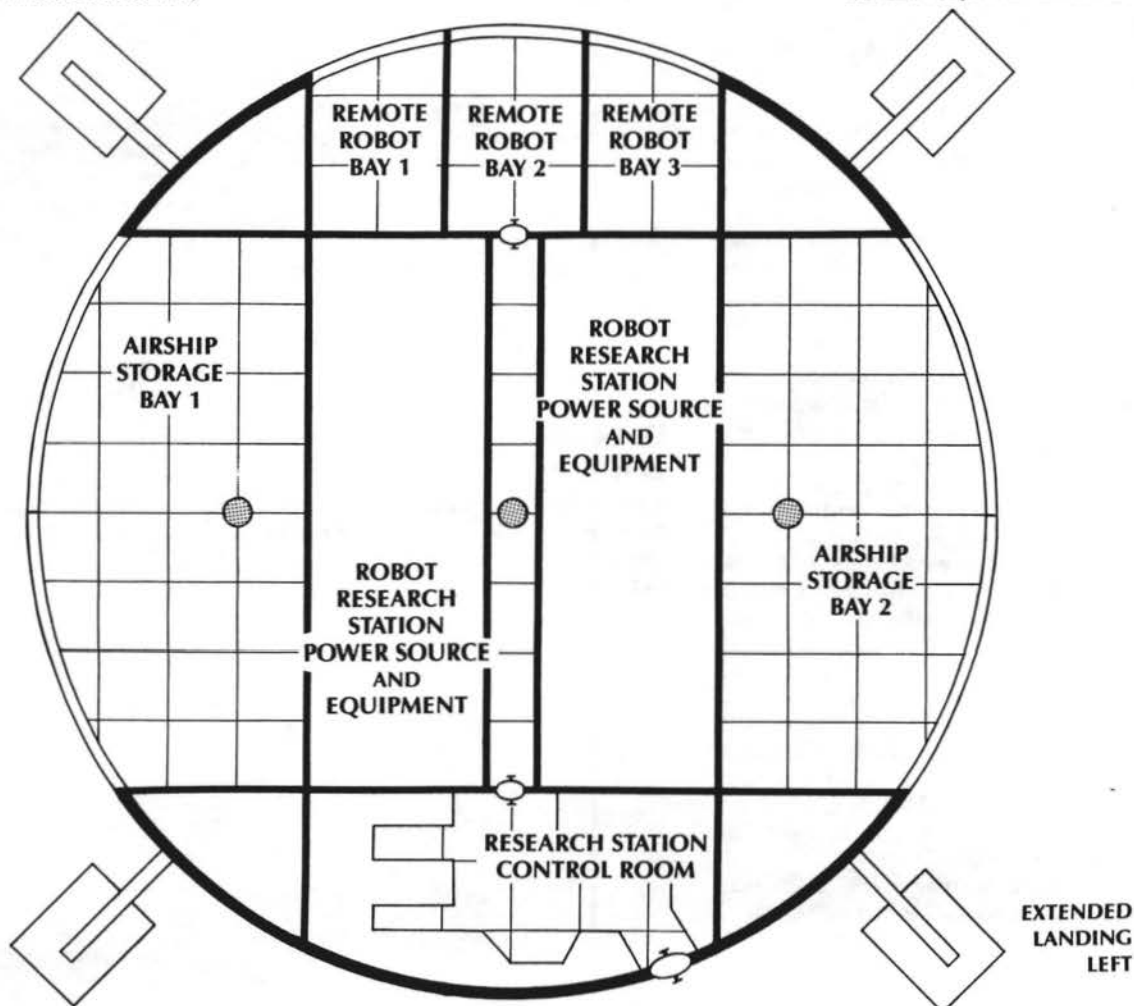 REMOTE
ROBOT
BAY 1
REMOTE
ROBOT
BAY 2
REMOTE
ROBOT
BAY 3
AIRSHIP
STORAGE
BAY 1
ROBOT
RESEARCH
STATION
POWER SOURCE
AND
EQUIPMENT
ROBOT
RESEARCH
STATION
POWER SOURCE
AND
EQUIPMENT
AIRSHIP
STORAGE
BAY 2
RESEARCH STATION
CONTROL ROOM
EXTENDED
LANDING
LEFT